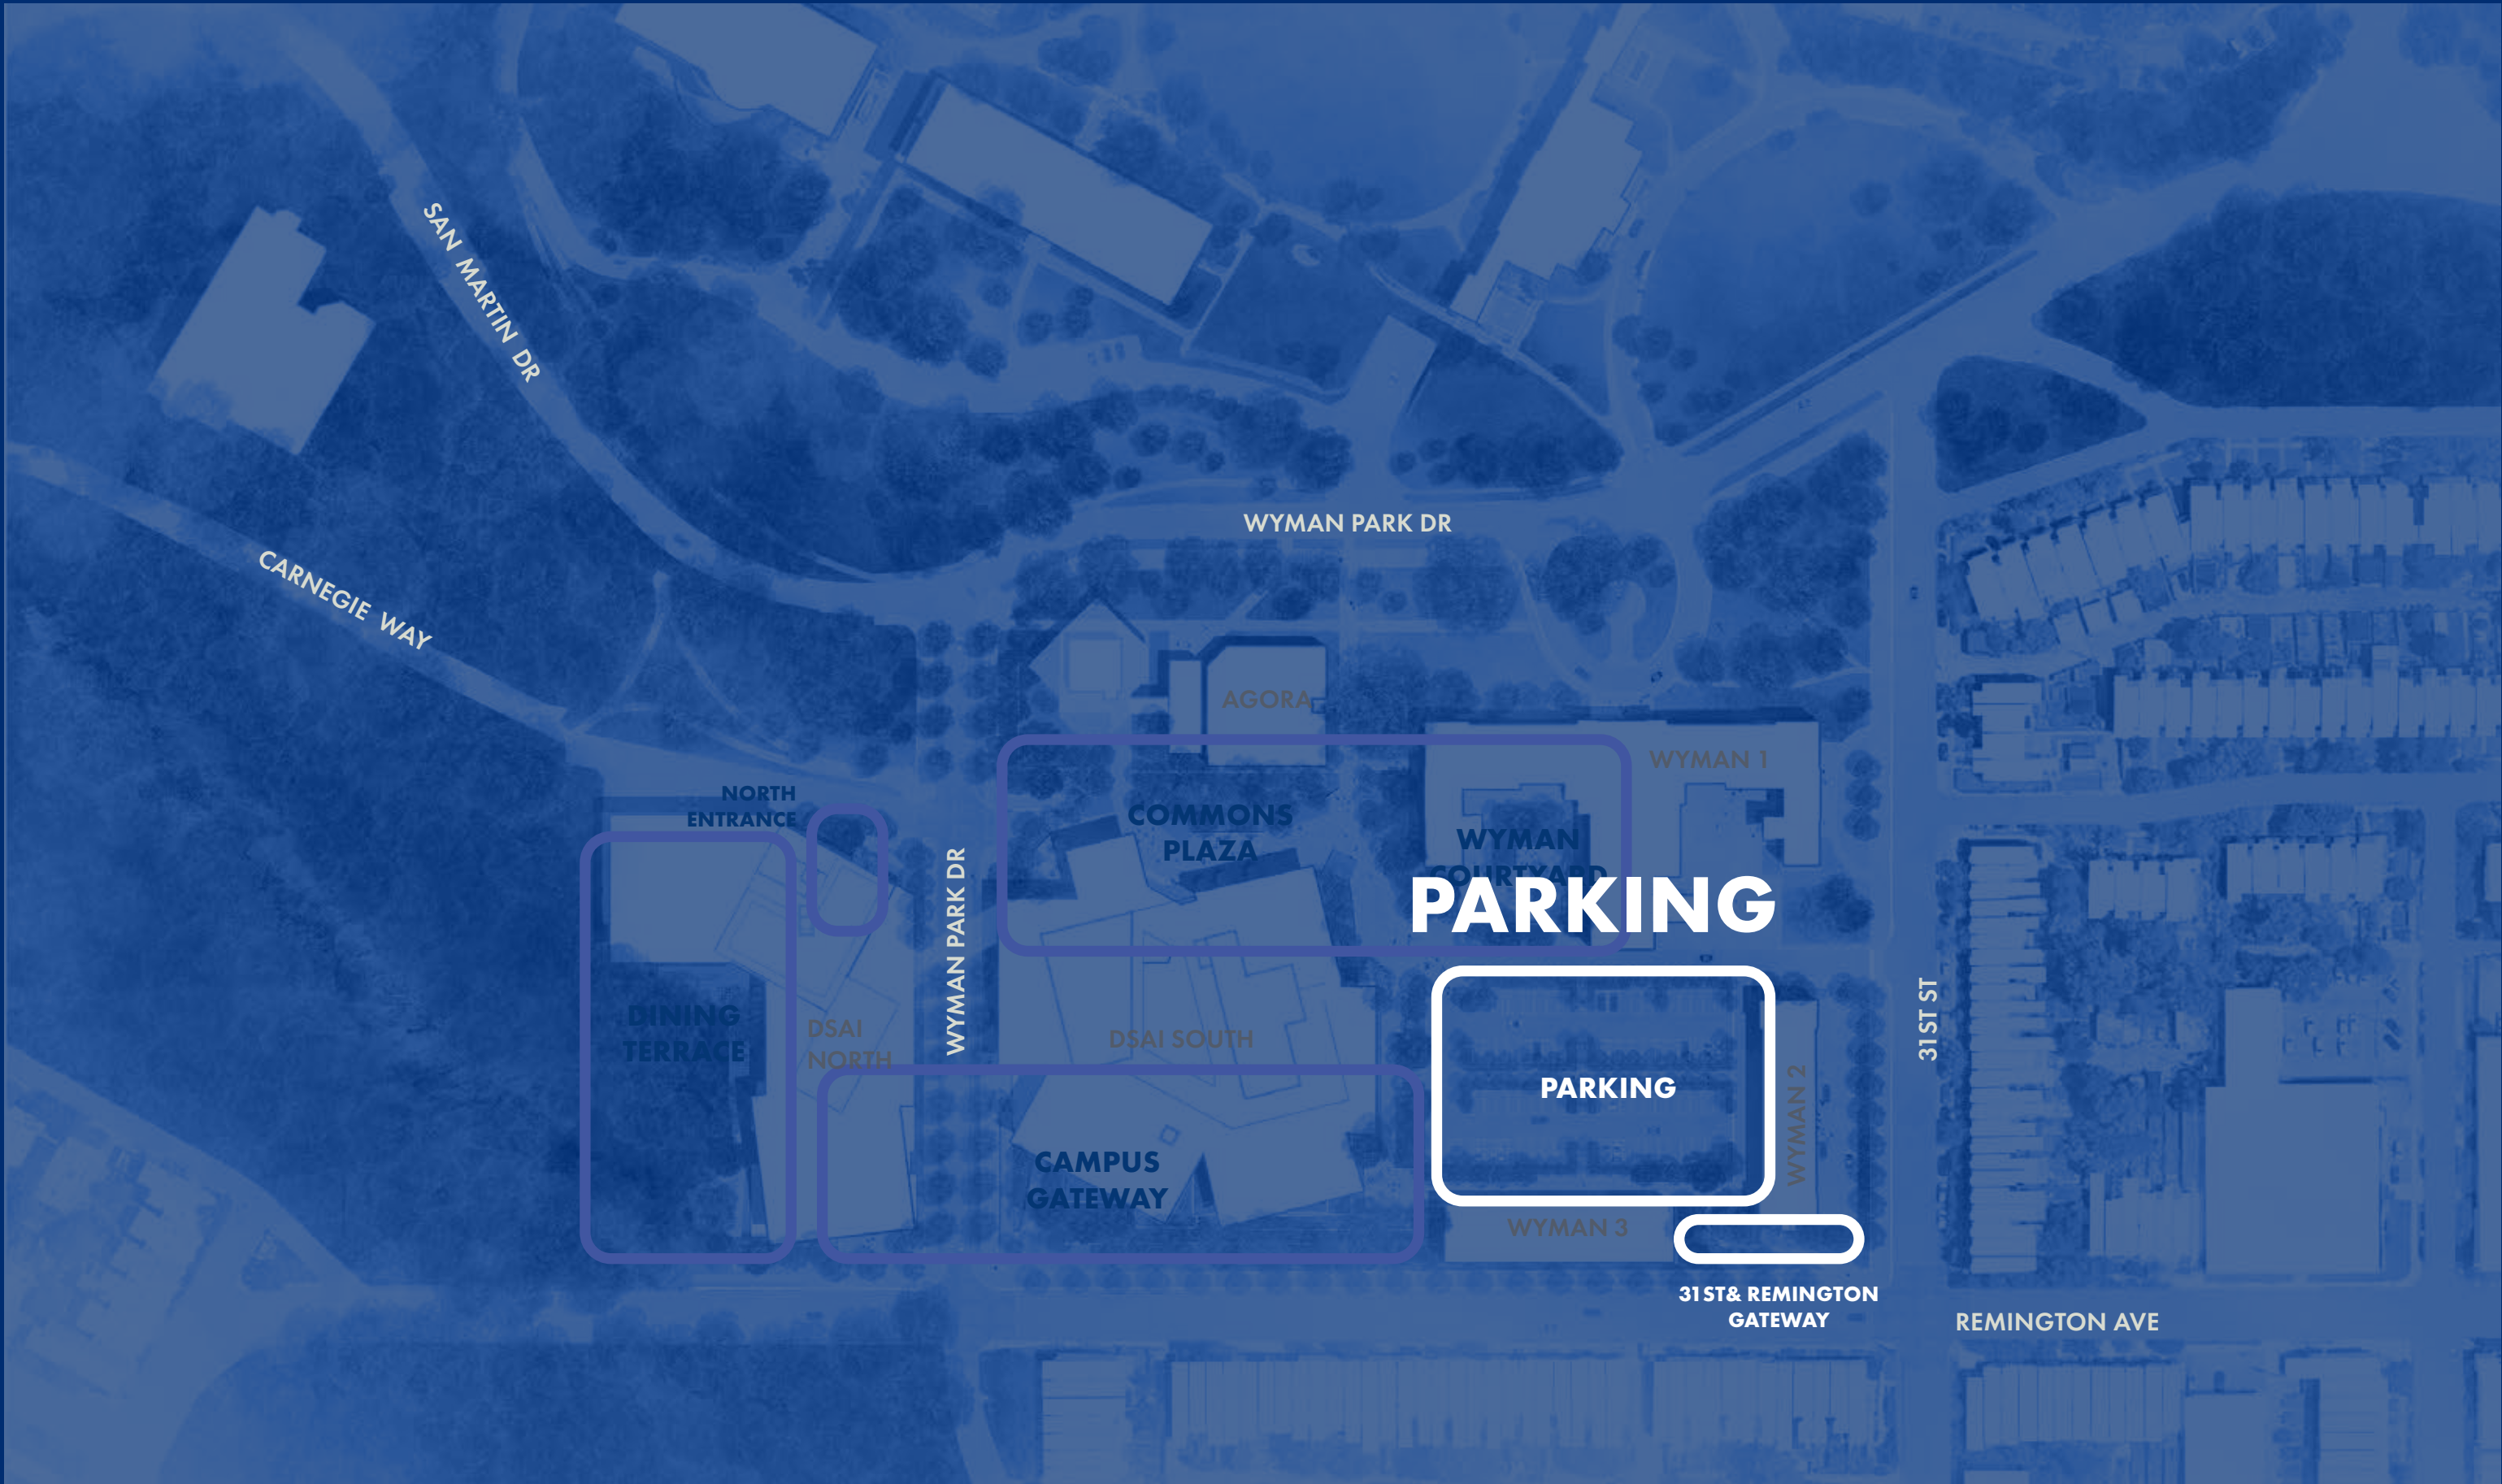 SAN MARTIN DR
WYMAN PARK DR
CARNEGIE WAY
AGORA
WYMAN 1
NORTH
ENTRANCE
COMMONS
PLAZA
WYMAN
COURTYARD
PARKING
WYMAN PARK DR
DINING
TERRACE
DSAI
NORTH
DSAI SOUTH
PARKING
WYMAN 2
31ST ST
CAMPUS
GATEWAY
WYMAN 3
31ST& REMINGTON
GATEWAY
REMINGTON AVE